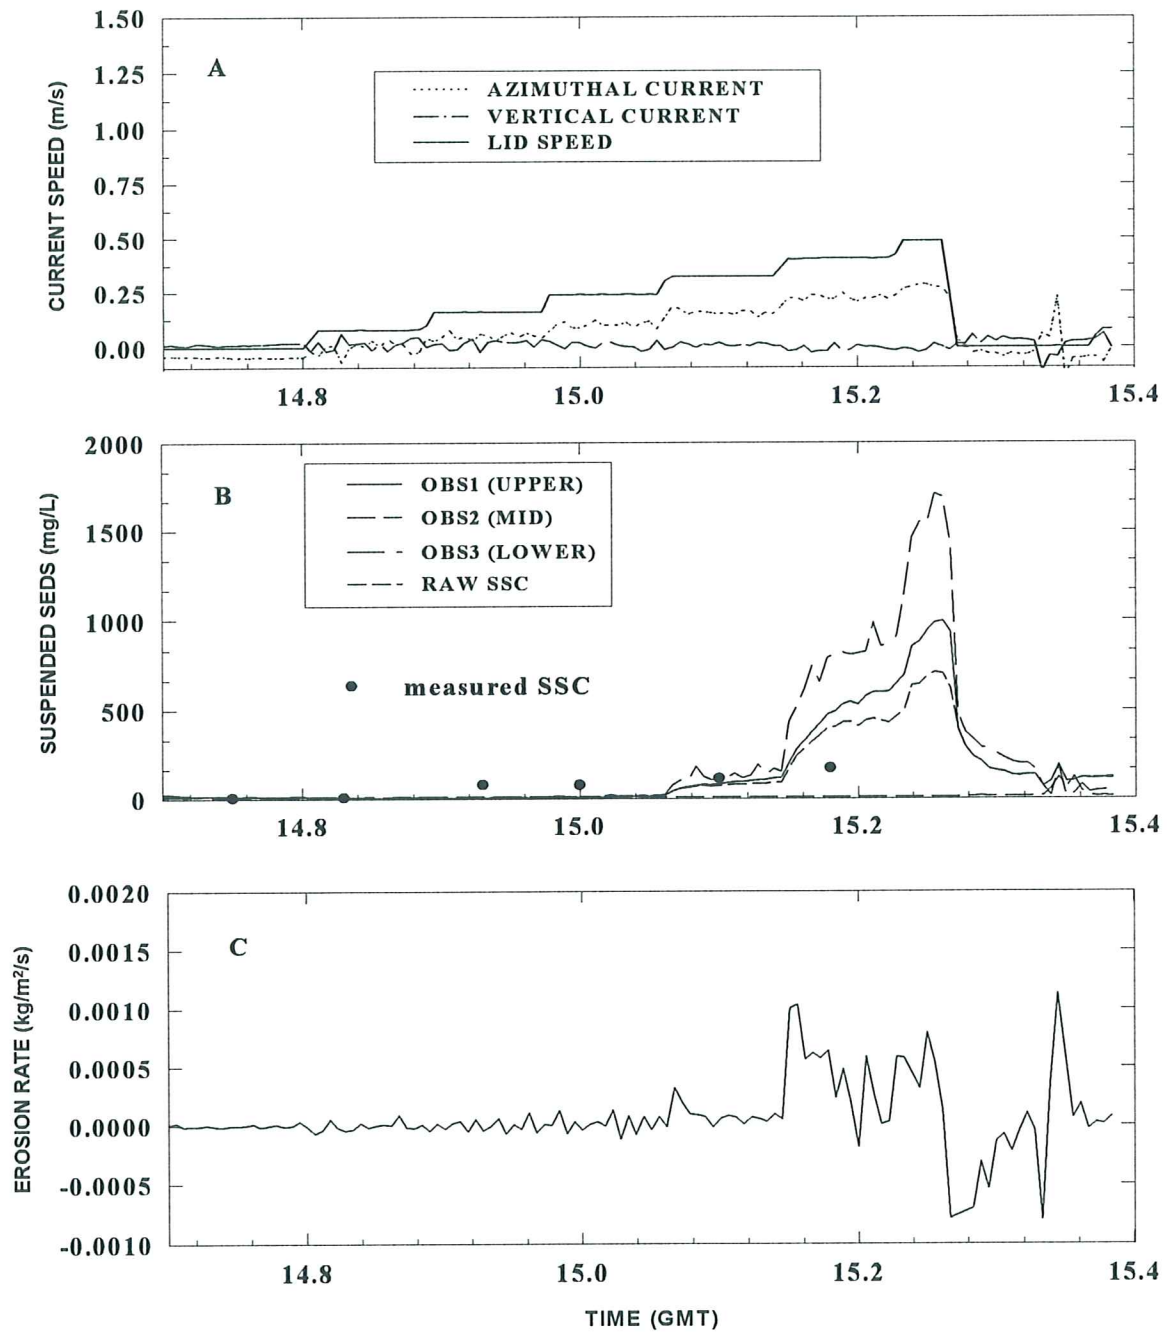 1.50
1.25
1.00
0.75
0.50
0.25
0.00
CURRENT SPEED (m/s)
A
AZIMUTHAL CURRENT
VERTICAL CURRENT
LID SPEED
14.8 15.0 15.2 15.4
2000
1500
1000
500
0
SUSPENDED SEDS (mg/L)
B
OBS1 (UPPER)
OBS2 (MID)
OBS3 (LOWER)
RAW SSC
measured SSC
14.8 15.0 15.2 15.4
0.0020
0.0015
0.0010
0.0005
0.0000
-0.0005
-0.0010
EROSION RATE (kg/m²/s)
C
14.8 15.0 15.2 15.4
TIME (GMT)